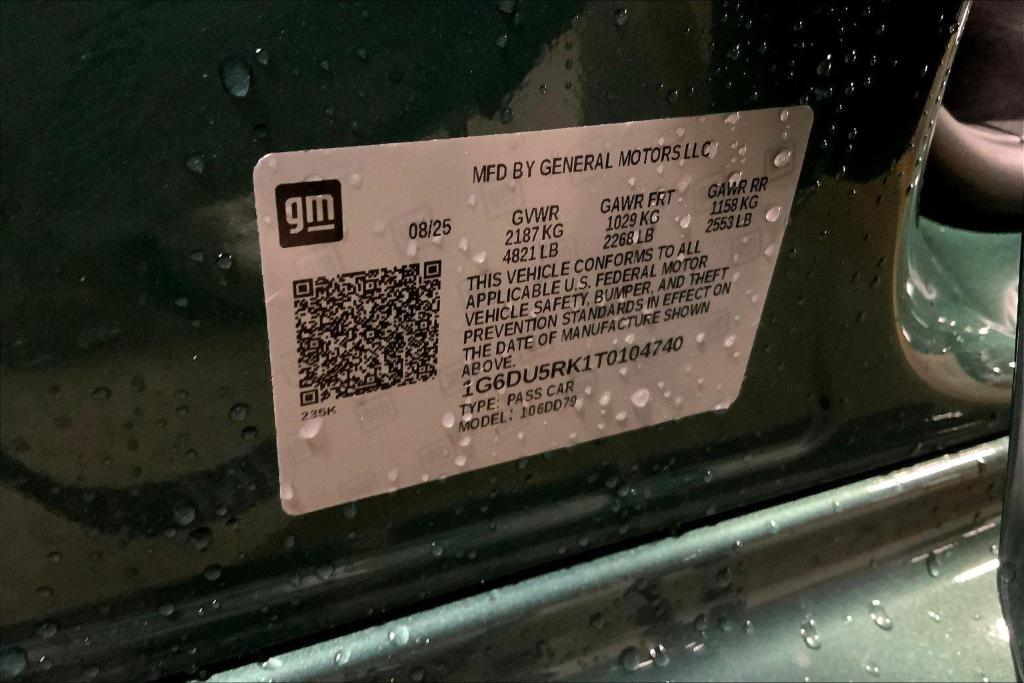 MFD BY GENERAL MOTORS LLC
gm
08/25
GVWR
2187 KG
4821 LB
GAWR FRT
1029 KG
2268 LB
GAWR RR
1158 KG
2553 LB
THIS VEHICLE CONFORMS TO ALL
APPLICABLE U.S. FEDERAL MOTOR
VEHICLE SAFETY, BUMPER, AND THEFT
PREVENTION STANDARDS IN EFFECT ON
THE DATE OF MANUFACTURE SHOWN
ABOVE.
1G6DU5RK1T0104740
TYPE: PASS CAR
MODEL: 106DD79
235K